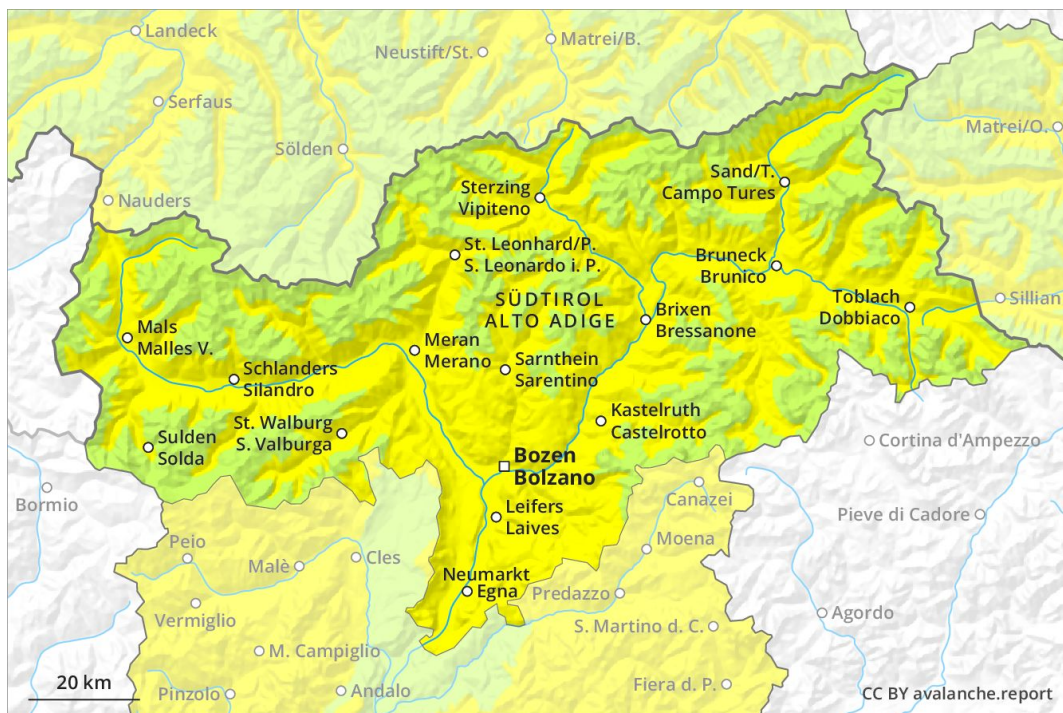 Landeck
Neustift/St.
Matrei/B.
Serfaus
Matrei/O.
Sölden
Nauders
Sand/T.
Campo Tures
Sterzing
Vipiteno
St. Leonhard/P.
S. Leonardo i. P.
Bruneck
Brunico
SÜDTIROL
ALTO ADIGE
Toblach
Dobbiaco
Sillian
Brixen
Bressanone
Mals
Malles V.
Meran
Merano
Schlanders
Silandro
Sarnthein
Sarentino
St. Walburg
S. Valburga
Kastelruth
Castelrotto
Sulden
Solda
Cortina d'Ampezzo
Bozen
Bolzano
Bormio
Canazei
Leifers
Laives
Pieve di Cadore
Moena
Peio
Malè
Cles
Neumarkt
Egna
Predazzo
Vermiglio
Agordo
S. Martino d. C.
M. Campiglio
20 km
Pinzolo
Andalo
Fiera d. P.
CC BY avalanche.report